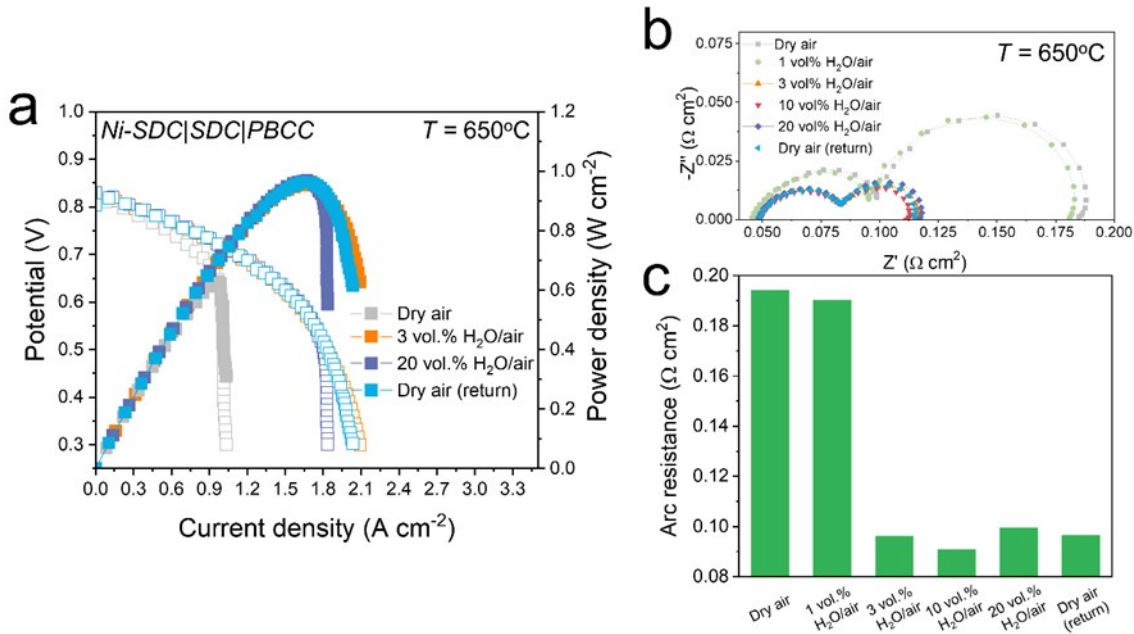 a
Ni-SDC|SDC|PBCC
T = 650ºC
Potential (V)
1.0
0.9
0.8
0.7
0.6
0.5
0.4
0.3
Power density (W cm⁻²)
1.2
1.0
0.8
0.6
0.4
0.2
0.0
Dry air
3 vol.% H₂O/air
20 vol.% H₂O/air
Dry air (return)
0.0 0.3 0.6 0.9 1.2 1.5 1.8 2.1 2.4 2.7 3.0 3.3
Current density (A cm⁻²)
b
-Z'' (Ω cm²)
0.075
0.050
0.025
0.000
Dry air
1 vol% H₂O/air
3 vol% H₂O/air
10 vol% H₂O/air
20 vol% H₂O/air
Dry air (return)
T = 650ºC
0.050 0.075 0.100 0.125 0.150 0.175 0.200
Z' (Ω cm²)
c
Arc resistance (Ω cm²)
0.20
0.18
0.16
0.14
0.12
0.10
0.08
Dry air
1 vol.%
H₂O/air
3 vol.%
H₂O/air
10 vol.%
H₂O/air
20 vol.%
H₂O/air
Dry air
(return)